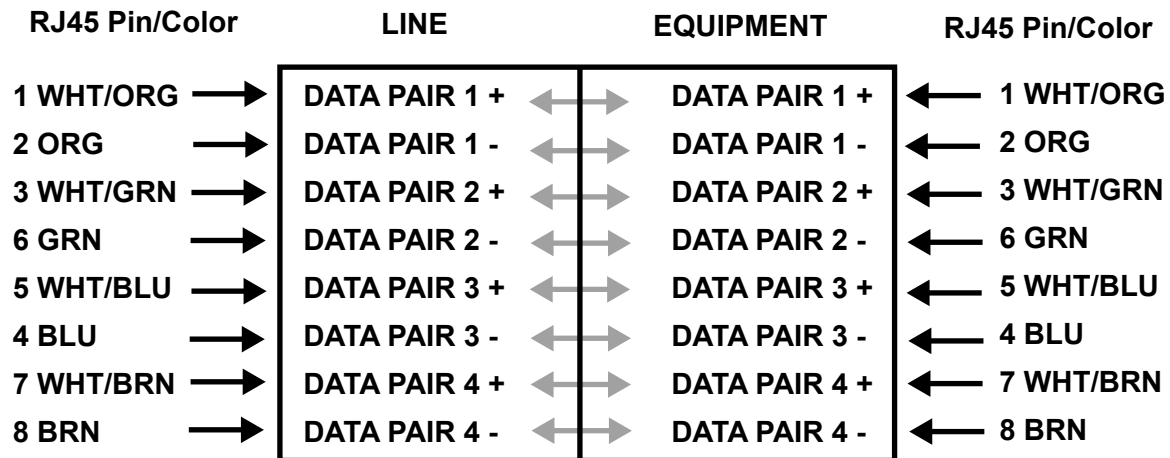 RJ45 Pin/Color LINE EQUIPMENT RJ45 Pin/Color
1 WHT/ORG DATA PAIR 1 + DATA PAIR 1 + 1 WHT/ORG
2 ORG DATA PAIR 1 - DATA PAIR 1 - 2 ORG
3 WHT/GRN DATA PAIR 2 + DATA PAIR 2 + 3 WHT/GRN
6 GRN DATA PAIR 2 - DATA PAIR 2 - 6 GRN
5 WHT/BLU DATA PAIR 3 + DATA PAIR 3 + 5 WHT/BLU
4 BLU DATA PAIR 3 - DATA PAIR 3 - 4 BLU
7 WHT/BRN DATA PAIR 4 + DATA PAIR 4 + 7 WHT/BRN
8 BRN DATA PAIR 4 - DATA PAIR 4 - 8 BRN